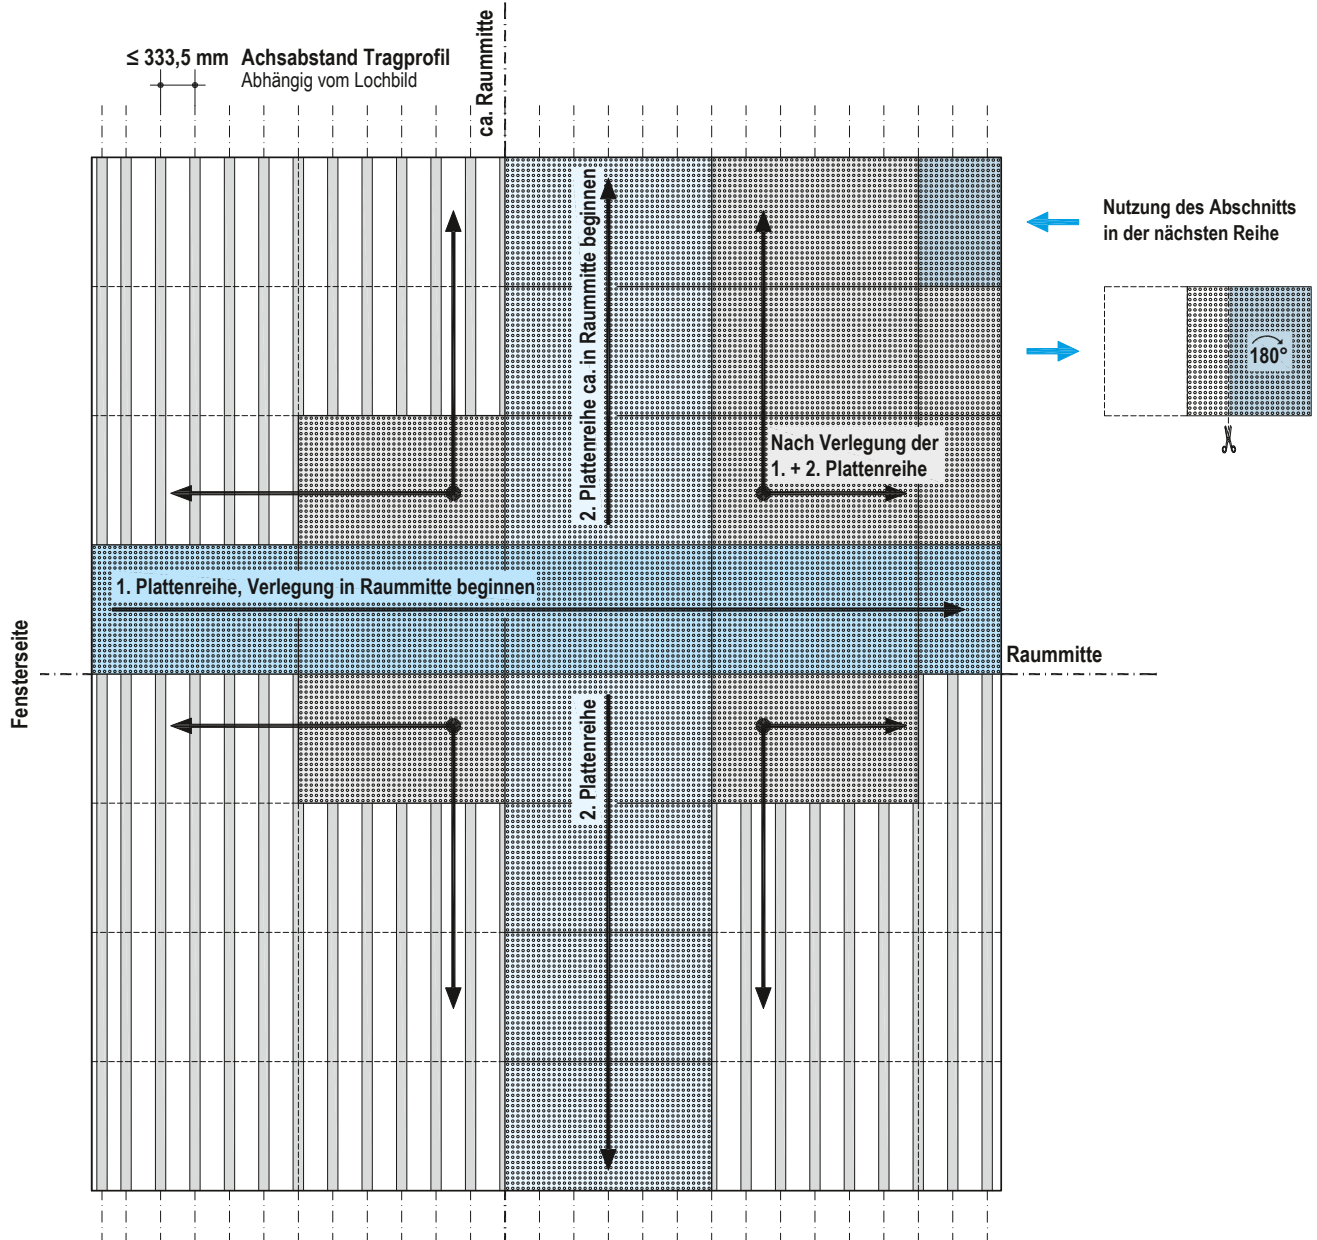 ≤ 333,5 mm Achsabstand Tragprofil
Abhängig vom Lochbild
ca. Raummitte
Nutzung des Abschnitts
in der nächsten Reihe
180°
2. Plattenreihe ca. in Raummitte beginnen
Nach Verlegung der
1. + 2. Plattenreihe
1. Plattenreihe, Verlegung in Raummitte beginnen
Fensterseite
Raummitte
2. Plattenreihe